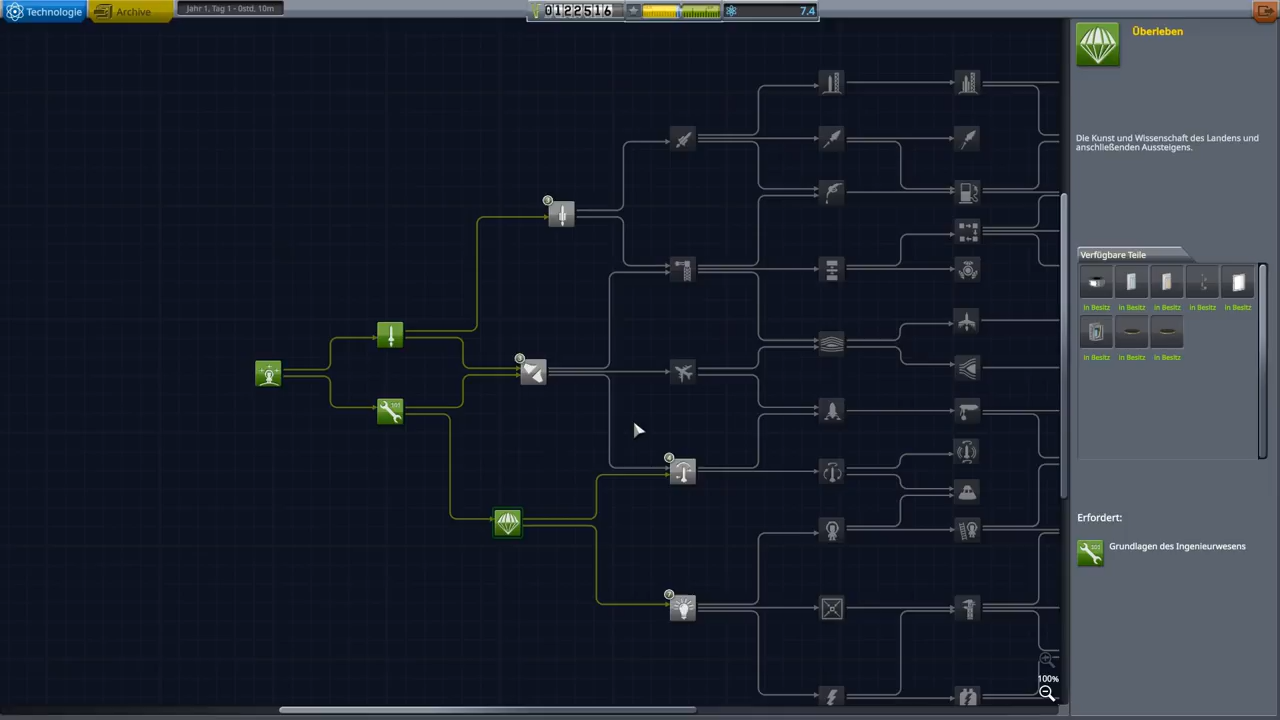 Technologie
Archive
Jahr 1, Tag 1 - 0std, 10m
0122516
7.4
Überleben
Die Kunst und Wissenschaft des Landens und
anschließenden Aussteigens.
Verfügbare Teile
In Besitz In Besitz In Besitz In Besitz In Besitz
In Besitz In Besitz In Besitz
Erfordert:
Grundlagen des Ingenieurwesens
100%